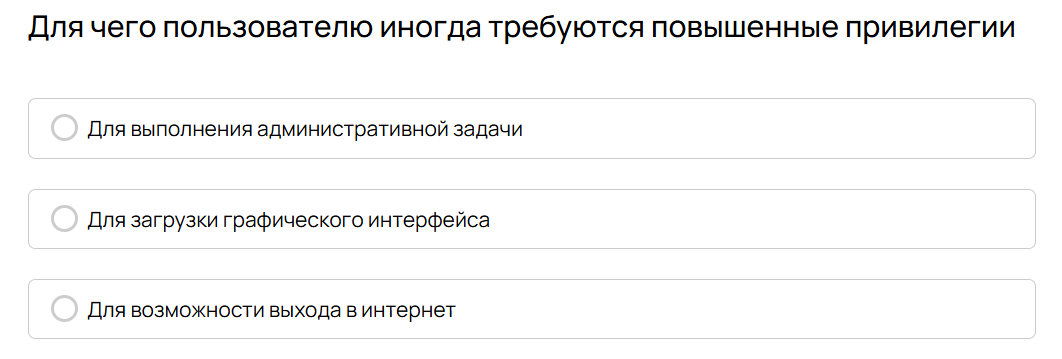 Для чего пользователю иногда требуются повышенные привилегии
Для выполнения административной задачи
Для загрузки графического интерфейса
Для возможности выхода в интернет